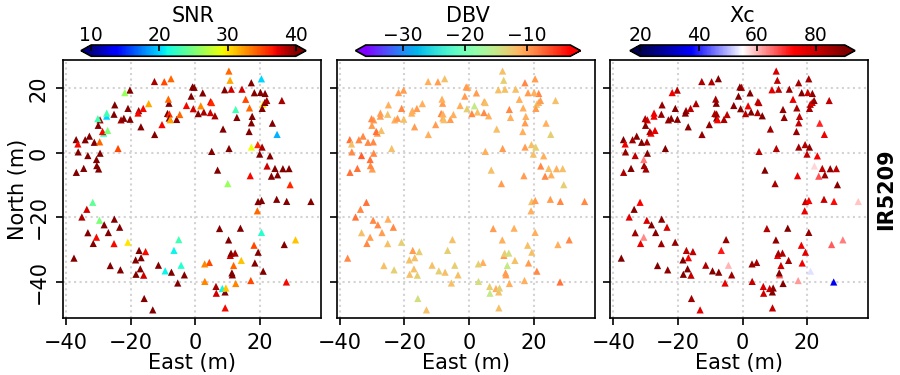 SNR DBV Xc
10 20 30 40 −30 −20 −10 20 40 60 80
20
0
−20
−40
North (m)
IR5209
−40 −20 0 20 −40 −20 0 20 −40 −20 0 20
East (m) East (m) East (m)